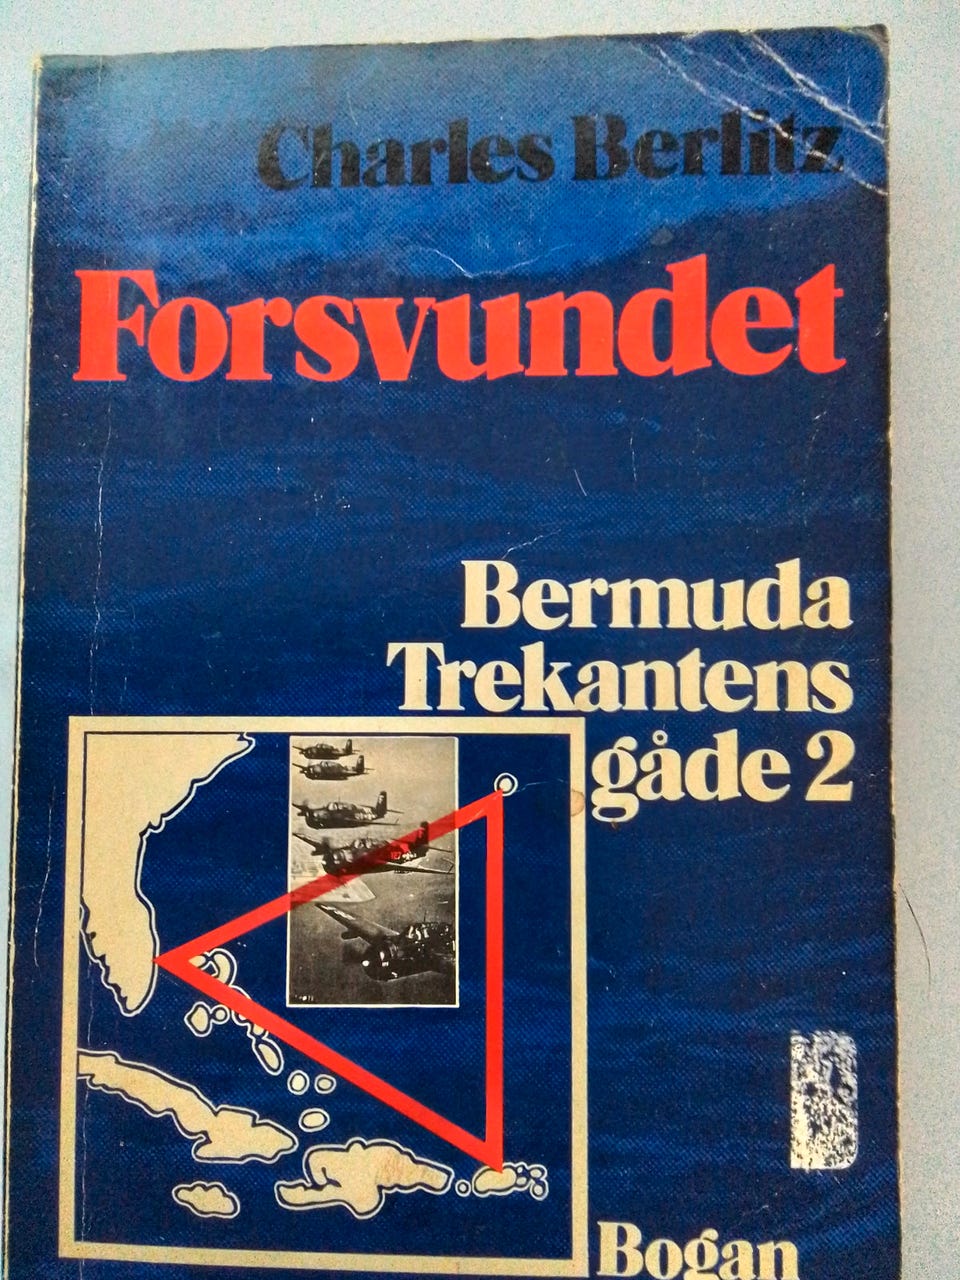 Charles Berlitz
Forsvundet
Bermuda
Trekantens
gåde 2
Bogan